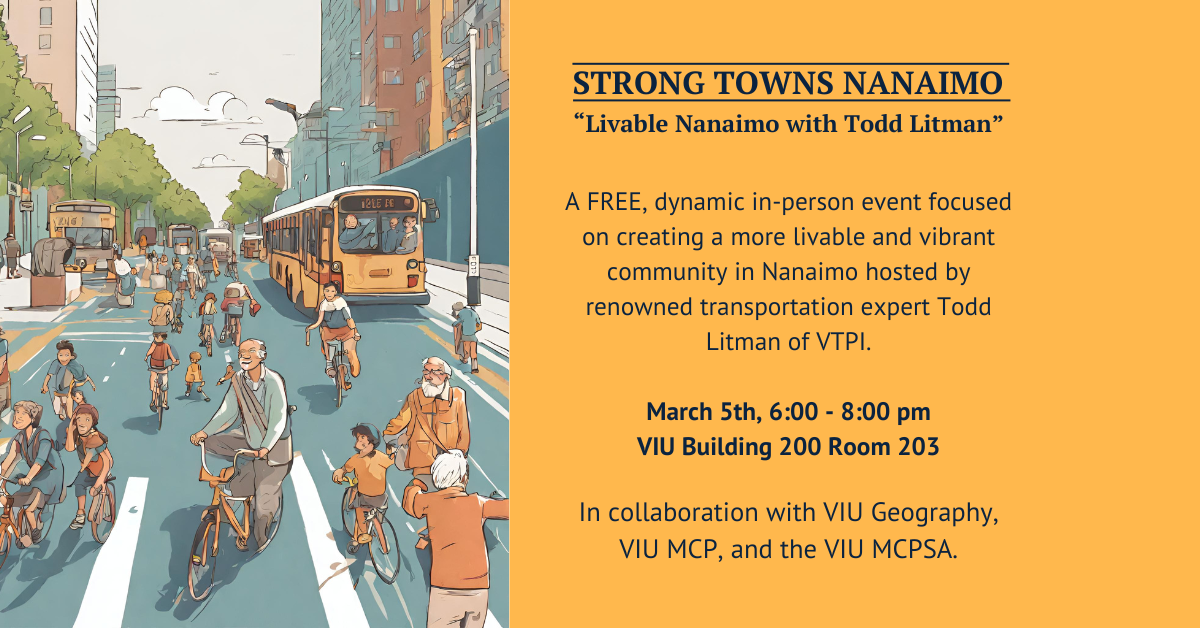 STRONG TOWNS NANAIMO
“Livable Nanaimo with Todd Litman”
A FREE, dynamic in-person event focused
on creating a more livable and vibrant
community in Nanaimo hosted by
renowned transportation expert Todd
Litman of VTPI.
March 5th, 6:00 - 8:00 pm
VIU Building 200 Room 203
In collaboration with VIU Geography,
VIU MCP, and the VIU MCPSA.